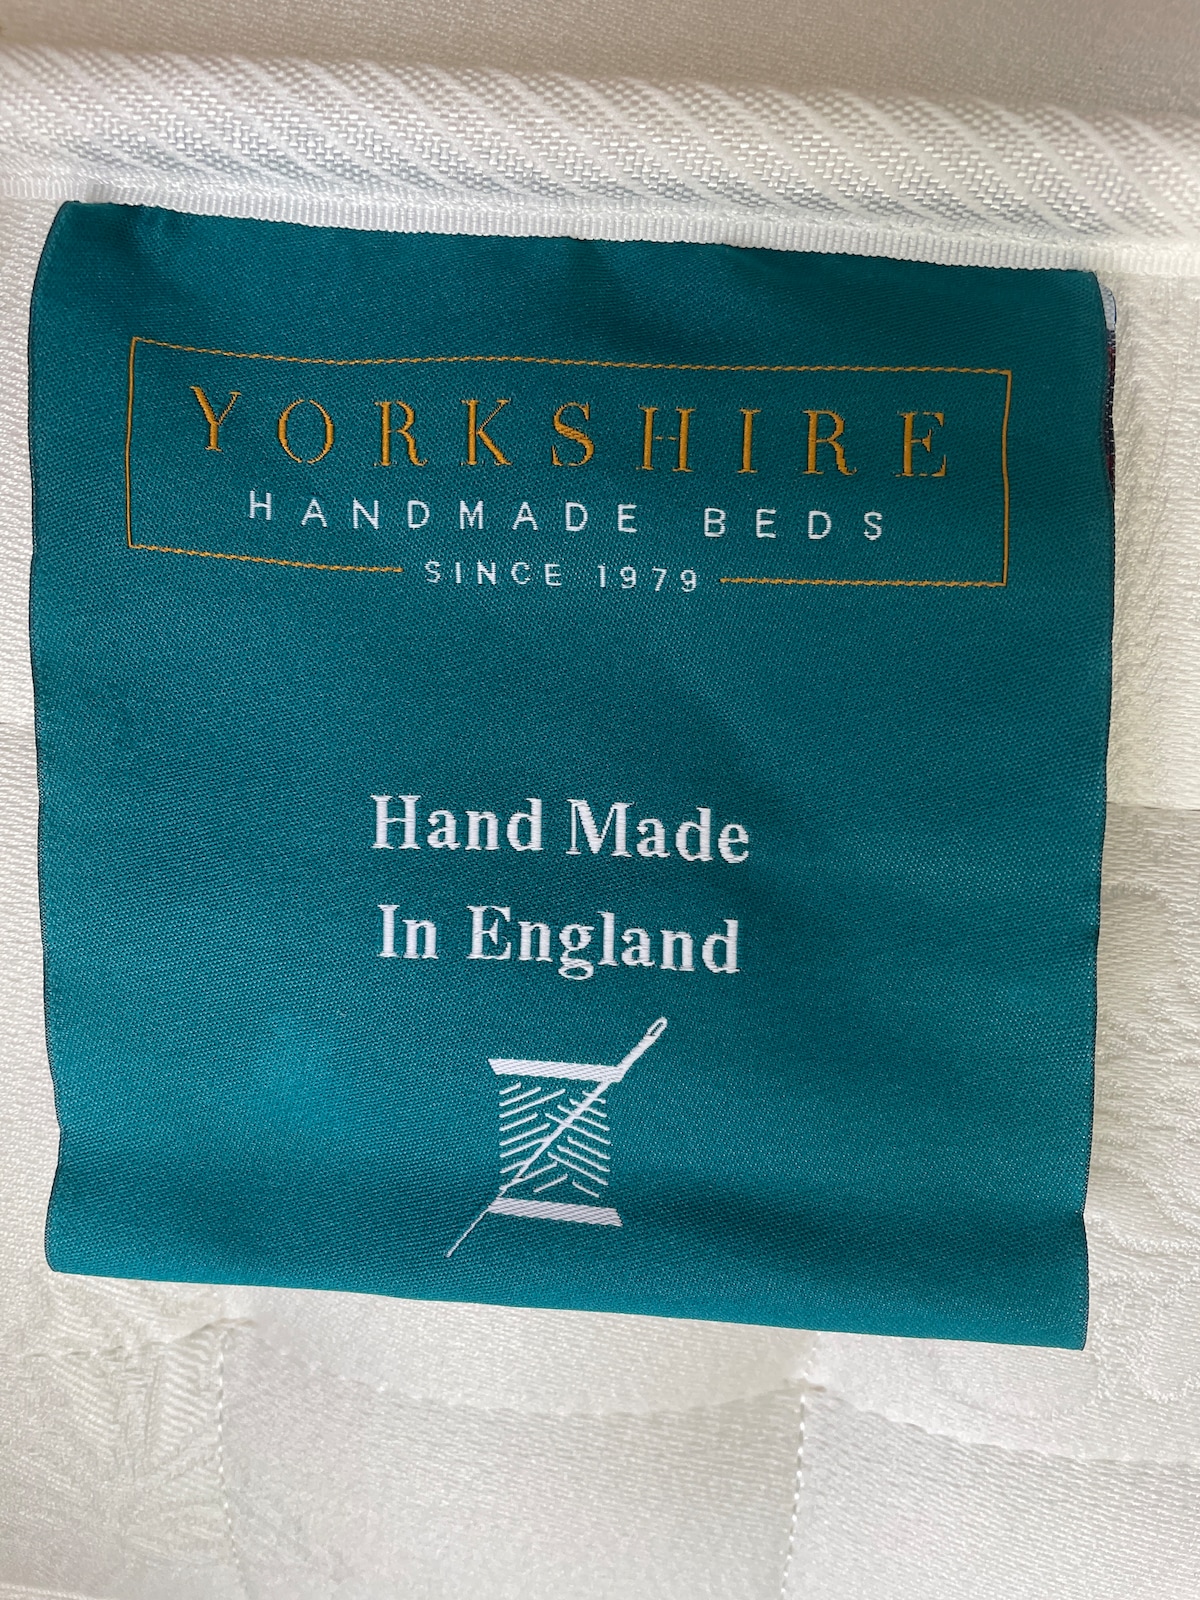 YORKSHIRE
HANDMADE BEDS
SINCE 1979
Hand Made
In England